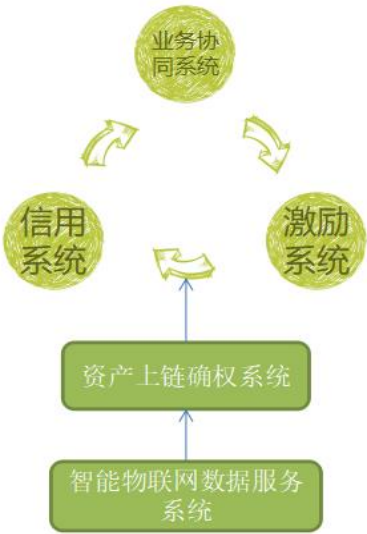 业务协
同系统
信用
系统
激励
系统
资产上链确权系统
智能物联网数据服务
系统